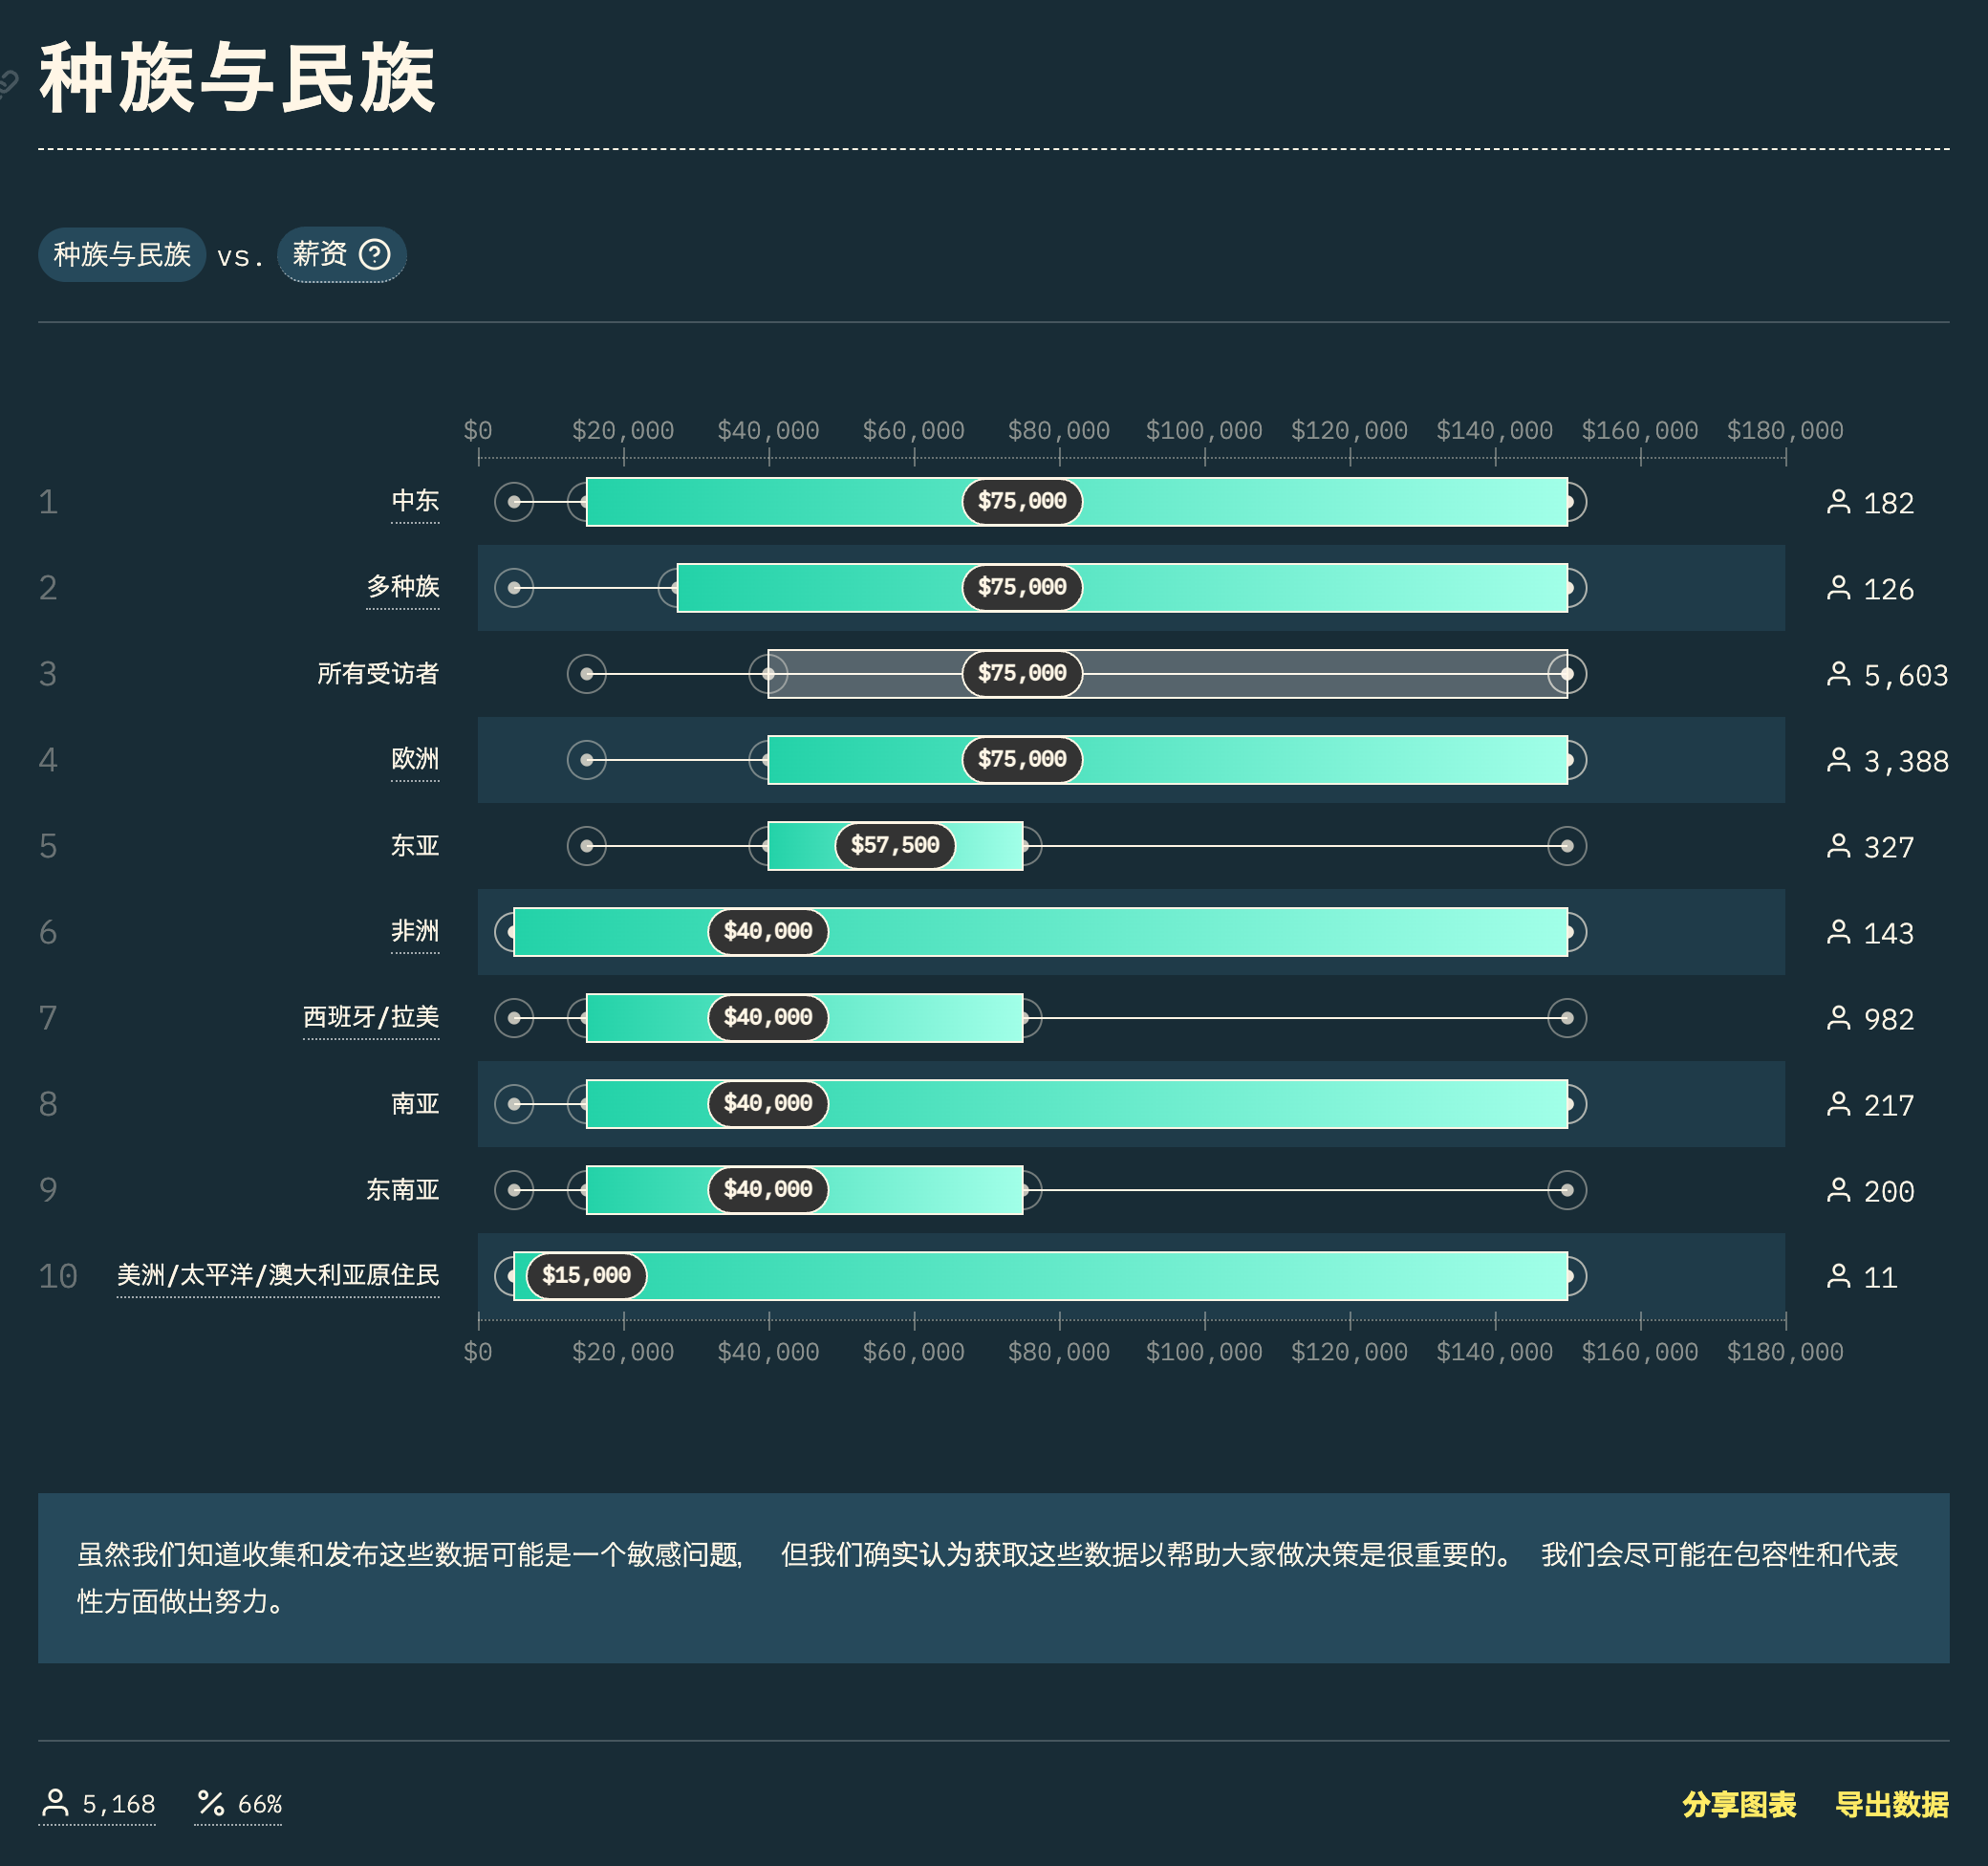 种族与民族
种族与民族 vs. 薪资 ?
$0 $20,000 $40,000 $60,000 $80,000 $100,000 $120,000 $140,000 $160,000 $180,000
1 中东 $75,000 182
2 多种族 $75,000 126
3 所有受访者 $75,000 5,603
4 欧洲 $75,000 3,388
5 东亚 $57,500 327
6 非洲 $40,000 143
7 西班牙/拉美 $40,000 982
8 南亚 $40,000 217
9 东南亚 $40,000 200
10 美洲/太平洋/澳大利亚原住民 $15,000 11
$0 $20,000 $40,000 $60,000 $80,000 $100,000 $120,000 $140,000 $160,000 $180,000
虽然我们知道收集和发布这些数据可能是一个敏感问题, 但我们确实认为获取这些数据以帮助大家做决策是很重要的。 我们会尽可能在包容性和代表
性方面做出努力。
5,168 % 66% 分享图表 导出数据